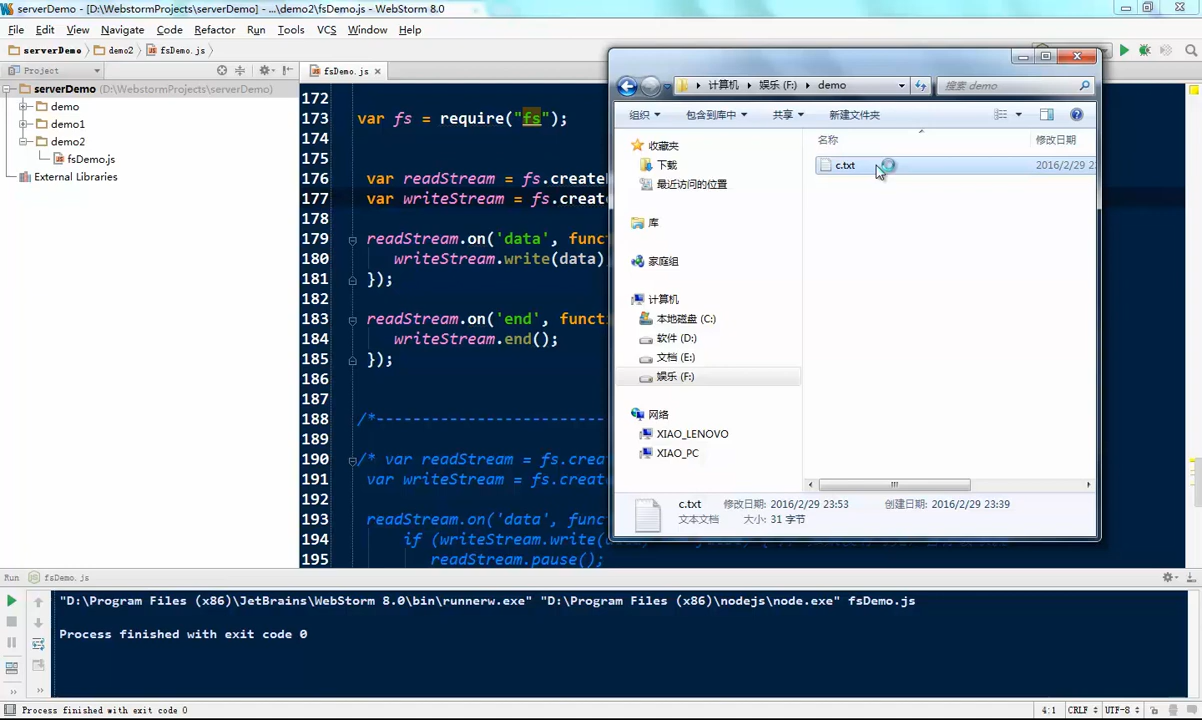 serverDemo - [D:\WebstormProjects\serverDemo] - ...\demo2\fsDemo.js - WebStorm 8.0
File Edit View Navigate Code Refactor Run Tools VCS Window Help
serverDemo demo2 fsDemo.js
Project
fsDemo.js
serverDemo (D:\WebstormProjects\serverDemo)
demo
demo1
demo2
fsDemo.js
External Libraries
172
173 var fs = require("fs");
174
175
176 var readStream = fs.create
177 var writeStream = fs.creat
178
179 readStream.on('data', func
180 writeStream.write(data)
181 });
182
183 readStream.on('end', funct
184 writeStream.end();
185 });
186
187
188 /*-------------------------
189
190 /* var readStream = fs.crea
191 var writeStream = fs.creat
192
193 readStream.on('data', func
194 if (writeStream.write(
195 readStream.pause();
计算机 娱乐 (F:) demo
搜索 demo
组织 包含到库中 共享 新建文件夹
收藏夹
下载
最近访问的位置
库
家庭组
计算机
本地磁盘 (C:)
软件 (D:)
文档 (E:)
娱乐 (F:)
网络
XIAO_LENOVO
XIAO_PC
名称 修改日期
c.txt 2016/2/29 2
c.txt 修改日期: 2016/2/29 23:53 创建日期: 2016/2/29 23:39
文本文档 大小: 31 字节
Run fsDemo.js
"D:\Program Files (x86)\JetBrains\WebStorm 8.0\bin\runnerw.exe" "D:\Program Files (x86)\nodejs\node.exe" fsDemo.js
Process finished with exit code 0
Process finished with exit code 0 4:1 CRLF UTF-8